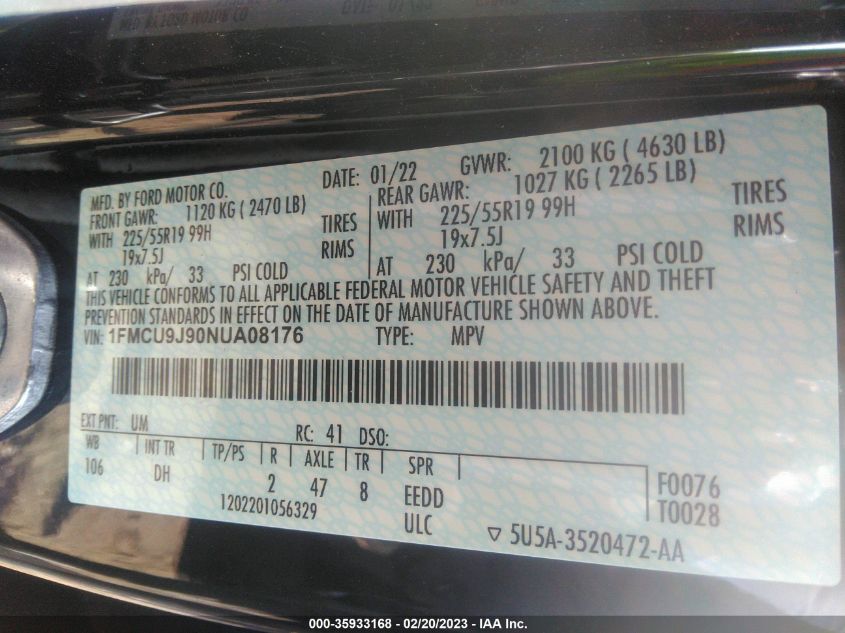 MFD. BY FORD MOTOR CO.
DATE: 01/22 GVWR: 2100 KG ( 4630 LB)
FRONT GAWR: 1120 KG ( 2470 LB)
WITH 225/55R19 99H TIRES
19x7.5J RIMS
AT 230 kPa/ 33 PSI COLD
REAR GAWR: 1027 KG ( 2265 LB)
WITH 225/55R19 99H TIRES
19x7.5J RIMS
AT 230 kPa/ 33 PSI COLD
THIS VEHICLE CONFORMS TO ALL APPLICABLE FEDERAL MOTOR VEHICLE SAFETY AND THEFT
PREVENTION STANDARDS IN EFFECT ON THE DATE OF MANUFACTURE SHOWN ABOVE.
VIN: 1FMCU9J90NUA08176 TYPE: MPV
EXT PNT: UM RC: 41 DSO:
WB INT TR TP/PS R AXLE TR SPR
106 DH 2 47 8 EEDD F0076
1202201056329 ULC T0028
5U5A-3520472-AA
000-35933168 - 02/20/2023 - IAA Inc.